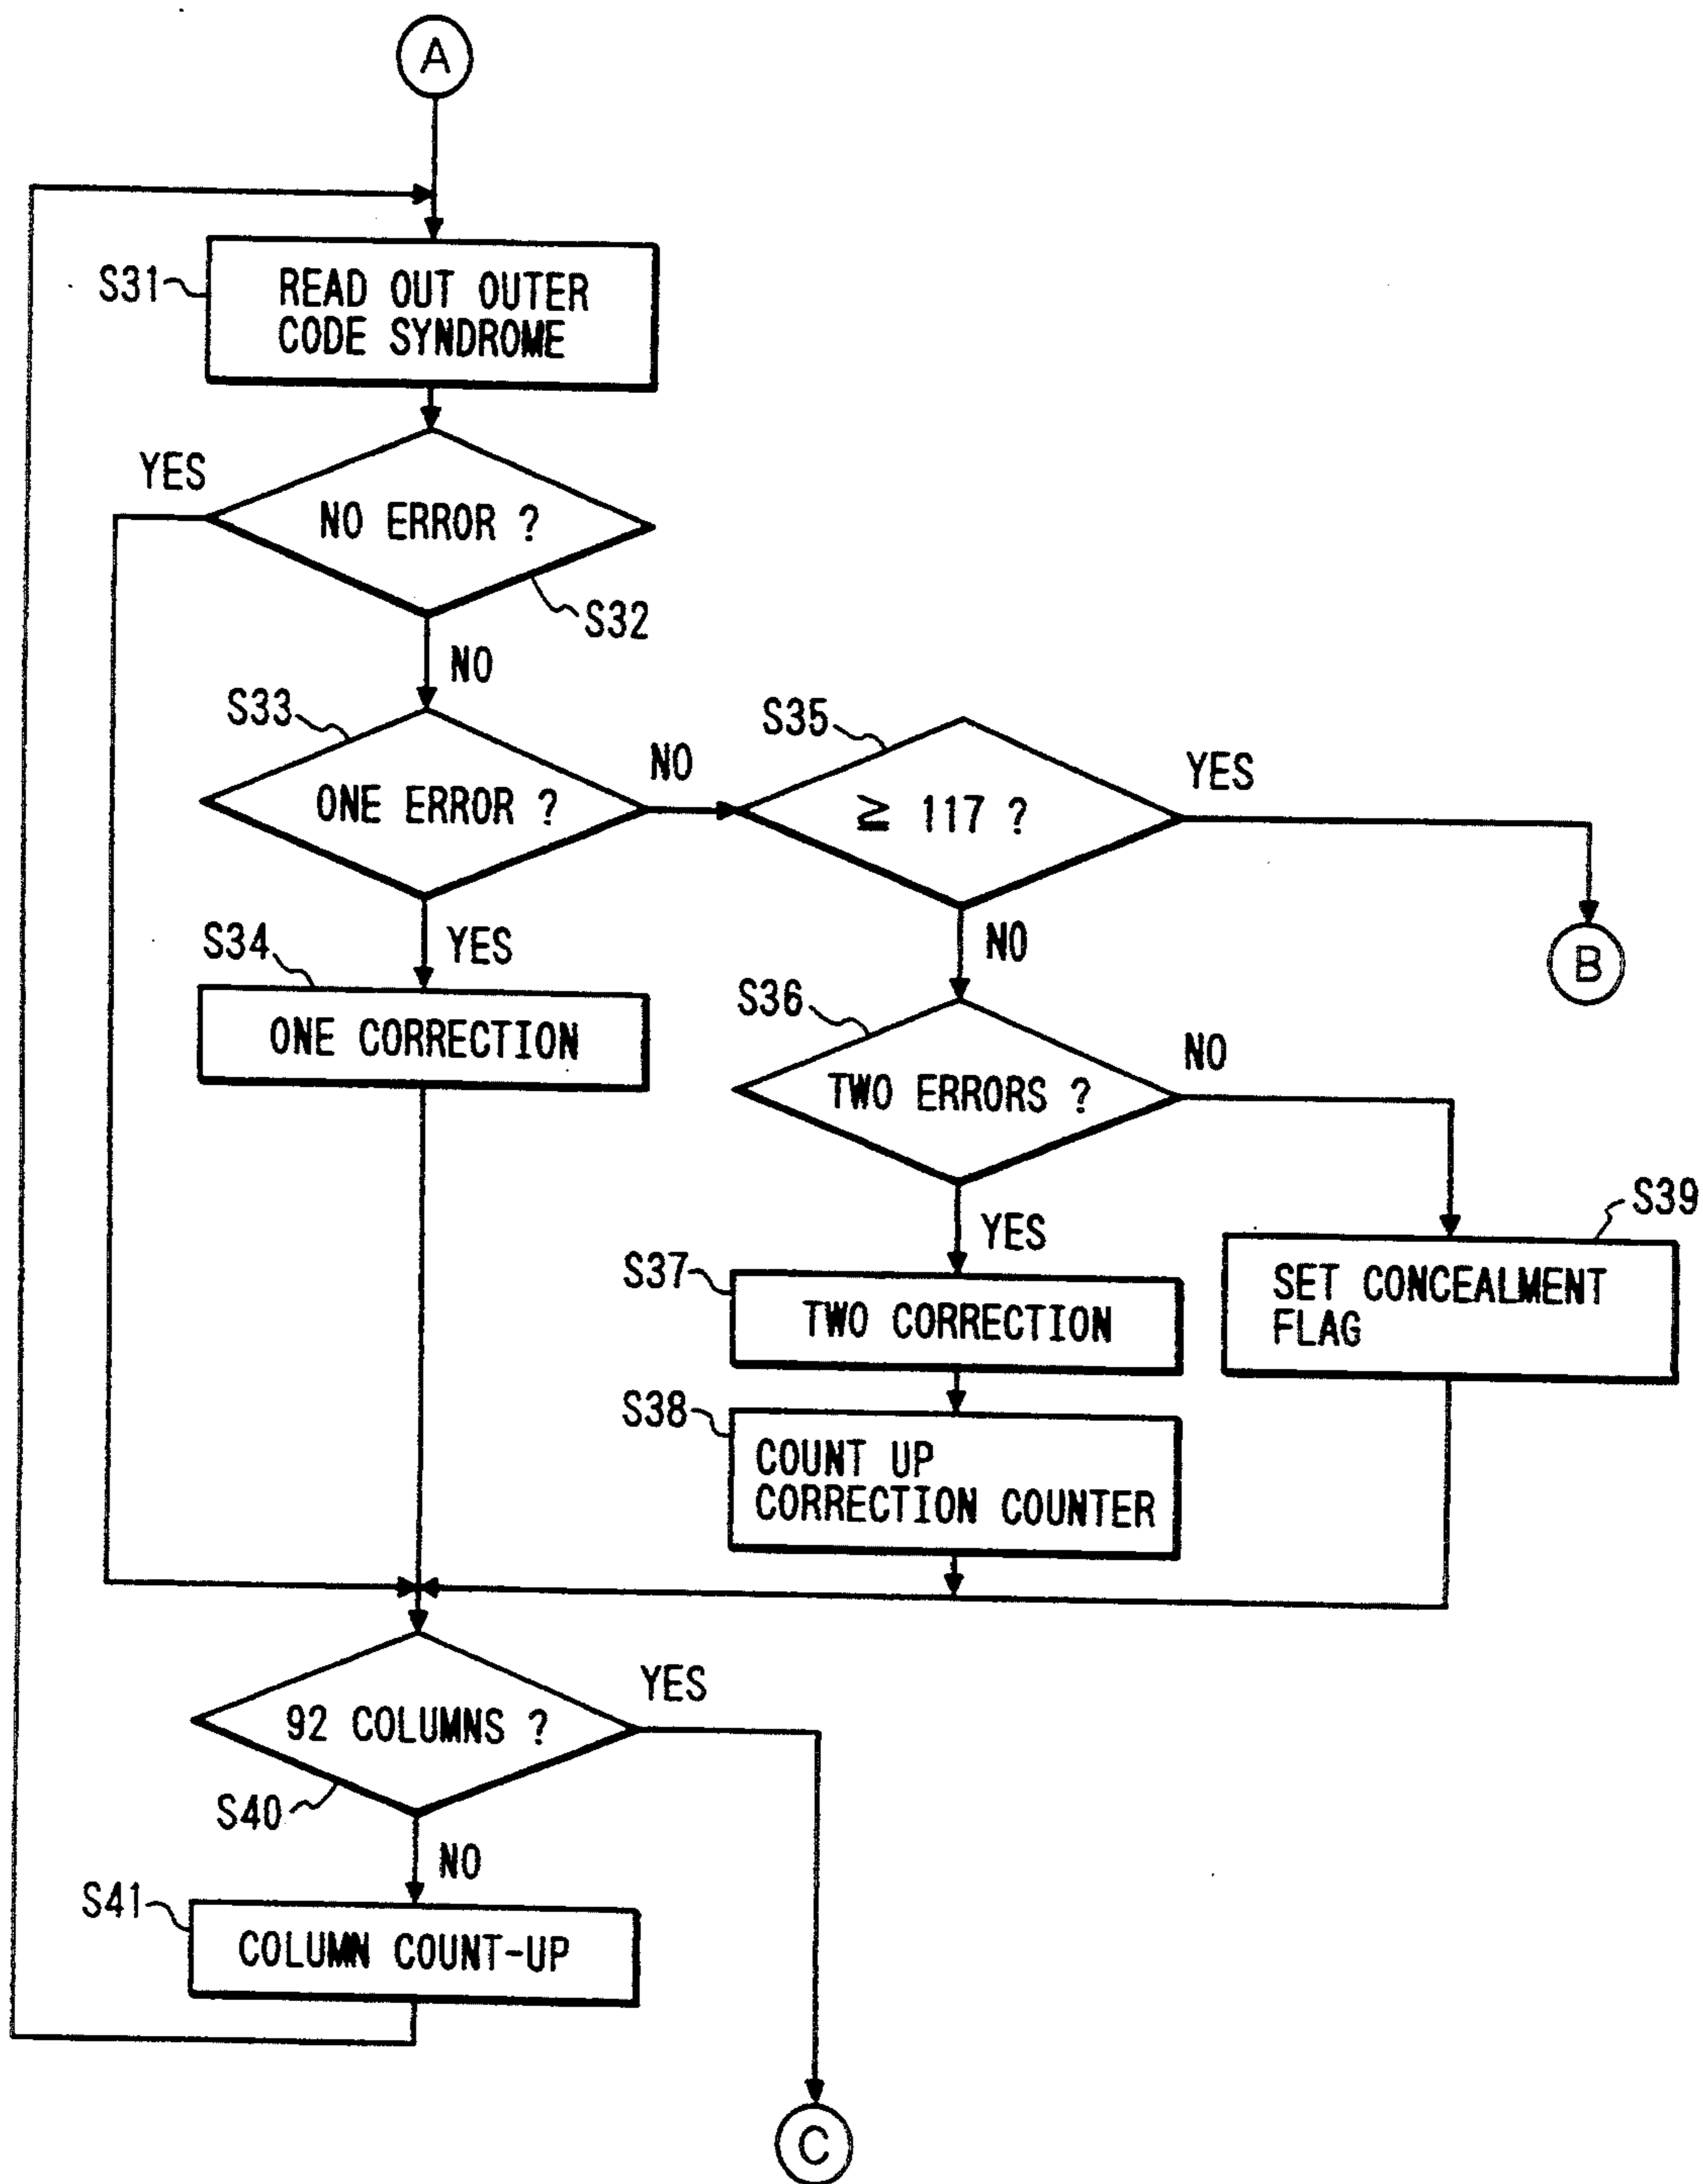 A
S31
READ OUT OUTER
CODE SYNDROME
YES
NO ERROR ?
S32
NO
S33
ONE ERROR ?
NO
S35
≧ 117 ?
YES
B
S34
YES
ONE CORRECTION
NO
S36
TWO ERRORS ?
NO
YES
S39
SET CONCEALMENT
FLAG
S37
TWO CORRECTION
S38
COUNT UP
CORRECTION COUNTER
92 COLUMNS ?
YES
S40
NO
S41
COLUMN COUNT-UP
C